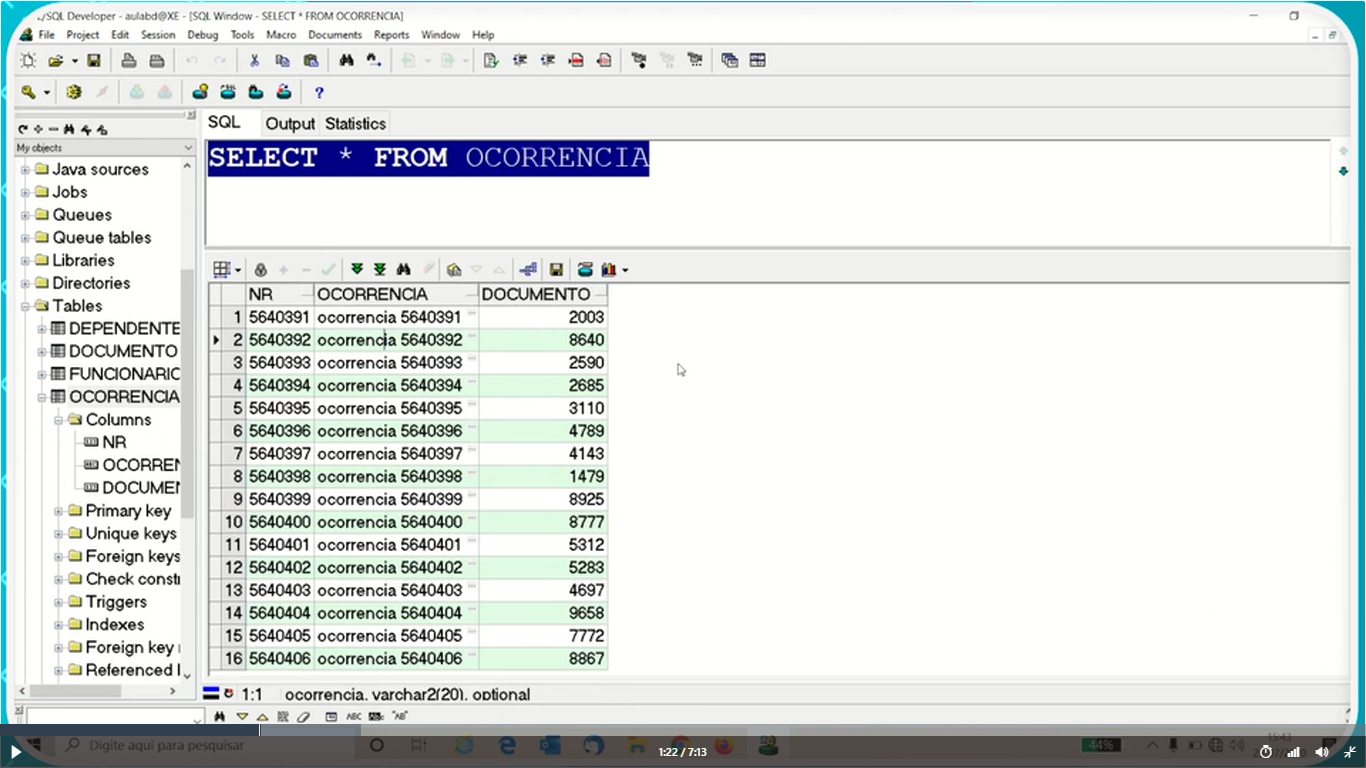 /SQL Developer - aulabd@XE - [SQL Window - SELECT * FROM OCORRENCIA]
File Project Edit Session Debug Tools Macro Documents Reports Window Help
SQL Output Statistics
My objects
SELECT * FROM OCORRENCIA
Java sources
Jobs
Queues
Queue tables
Libraries
Directories
Tables
DEPENDENTE
DOCUMENTO
FUNCIONARIO
OCORRENCIA
Columns
NR
OCORREN
DOCUMEN
Primary key
Unique keys
Foreign keys
Check const
Triggers
Indexes
Foreign key
Referenced
NR OCORRENCIA DOCUMENTO
1 5640391 ocorrencia 5640391 2003
2 5640392 ocorrencia 5640392 8640
3 5640393 ocorrencia 5640393 2590
4 5640394 ocorrencia 5640394 2685
5 5640395 ocorrencia 5640395 3110
6 5640396 ocorrencia 5640396 4789
7 5640397 ocorrencia 5640397 4143
8 5640398 ocorrencia 5640398 1479
9 5640399 ocorrencia 5640399 8925
10 5640400 ocorrencia 5640400 8777
11 5640401 ocorrencia 5640401 5312
12 5640402 ocorrencia 5640402 5283
13 5640403 ocorrencia 5640403 4697
14 5640404 ocorrencia 5640404 9658
15 5640405 ocorrencia 5640405 7772
16 5640406 ocorrencia 5640406 8867
1:1 ocorrencia, varchar2(20), optional
ABC "AB"
Digite aqui para pesquisar
1:22 / 7:13
44%
15:43